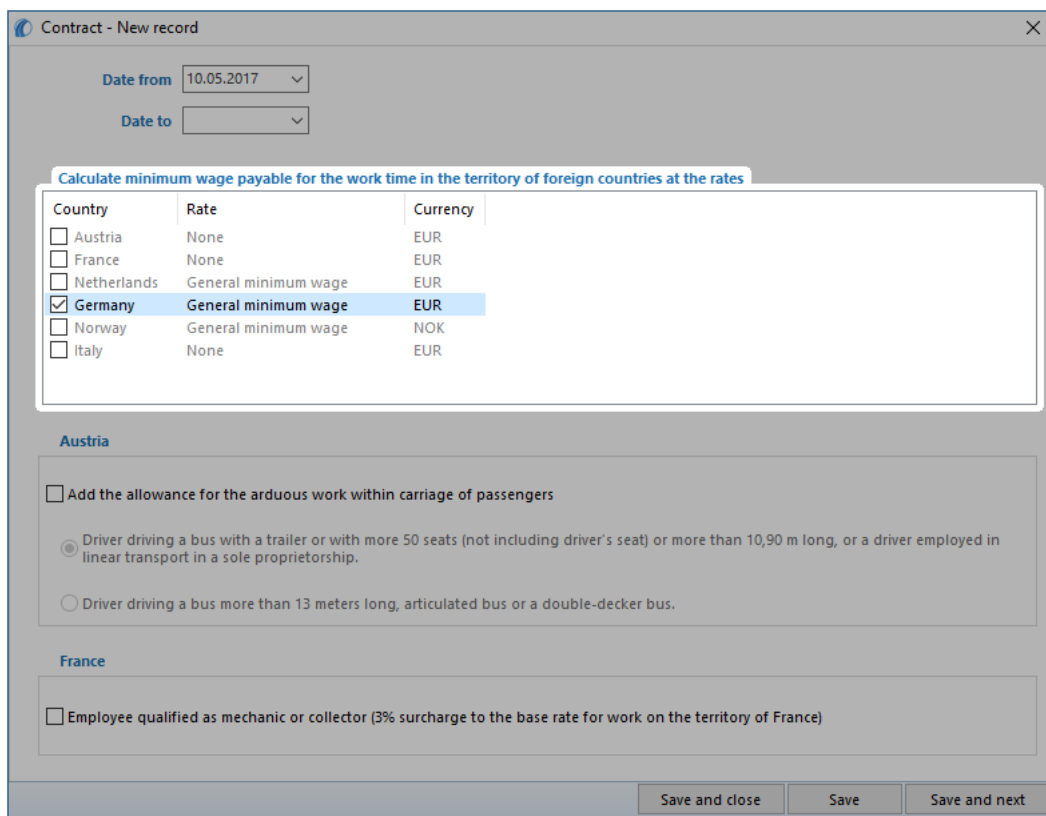 Contract - New record
Date from 10.05.2017
Date to
Calculate minimum wage payable for the work time in the territory of foreign countries at the rates
Country Rate Currency
Austria None EUR
France None EUR
Netherlands General minimum wage EUR
Germany General minimum wage EUR
Norway General minimum wage NOK
Italy None EUR
Austria
Add the allowance for the arduous work within carriage of passengers
Driver driving a bus with a trailer or with more 50 seats (not including driver's seat) or more than 10,90 m long, or a driver employed in
linear transport in a sole proprietorship.
Driver driving a bus more than 13 meters long, articulated bus or a double-decker bus.
France
Employee qualified as mechanic or collector (3% surcharge to the base rate for work on the territory of France)
Save and close Save Save and next